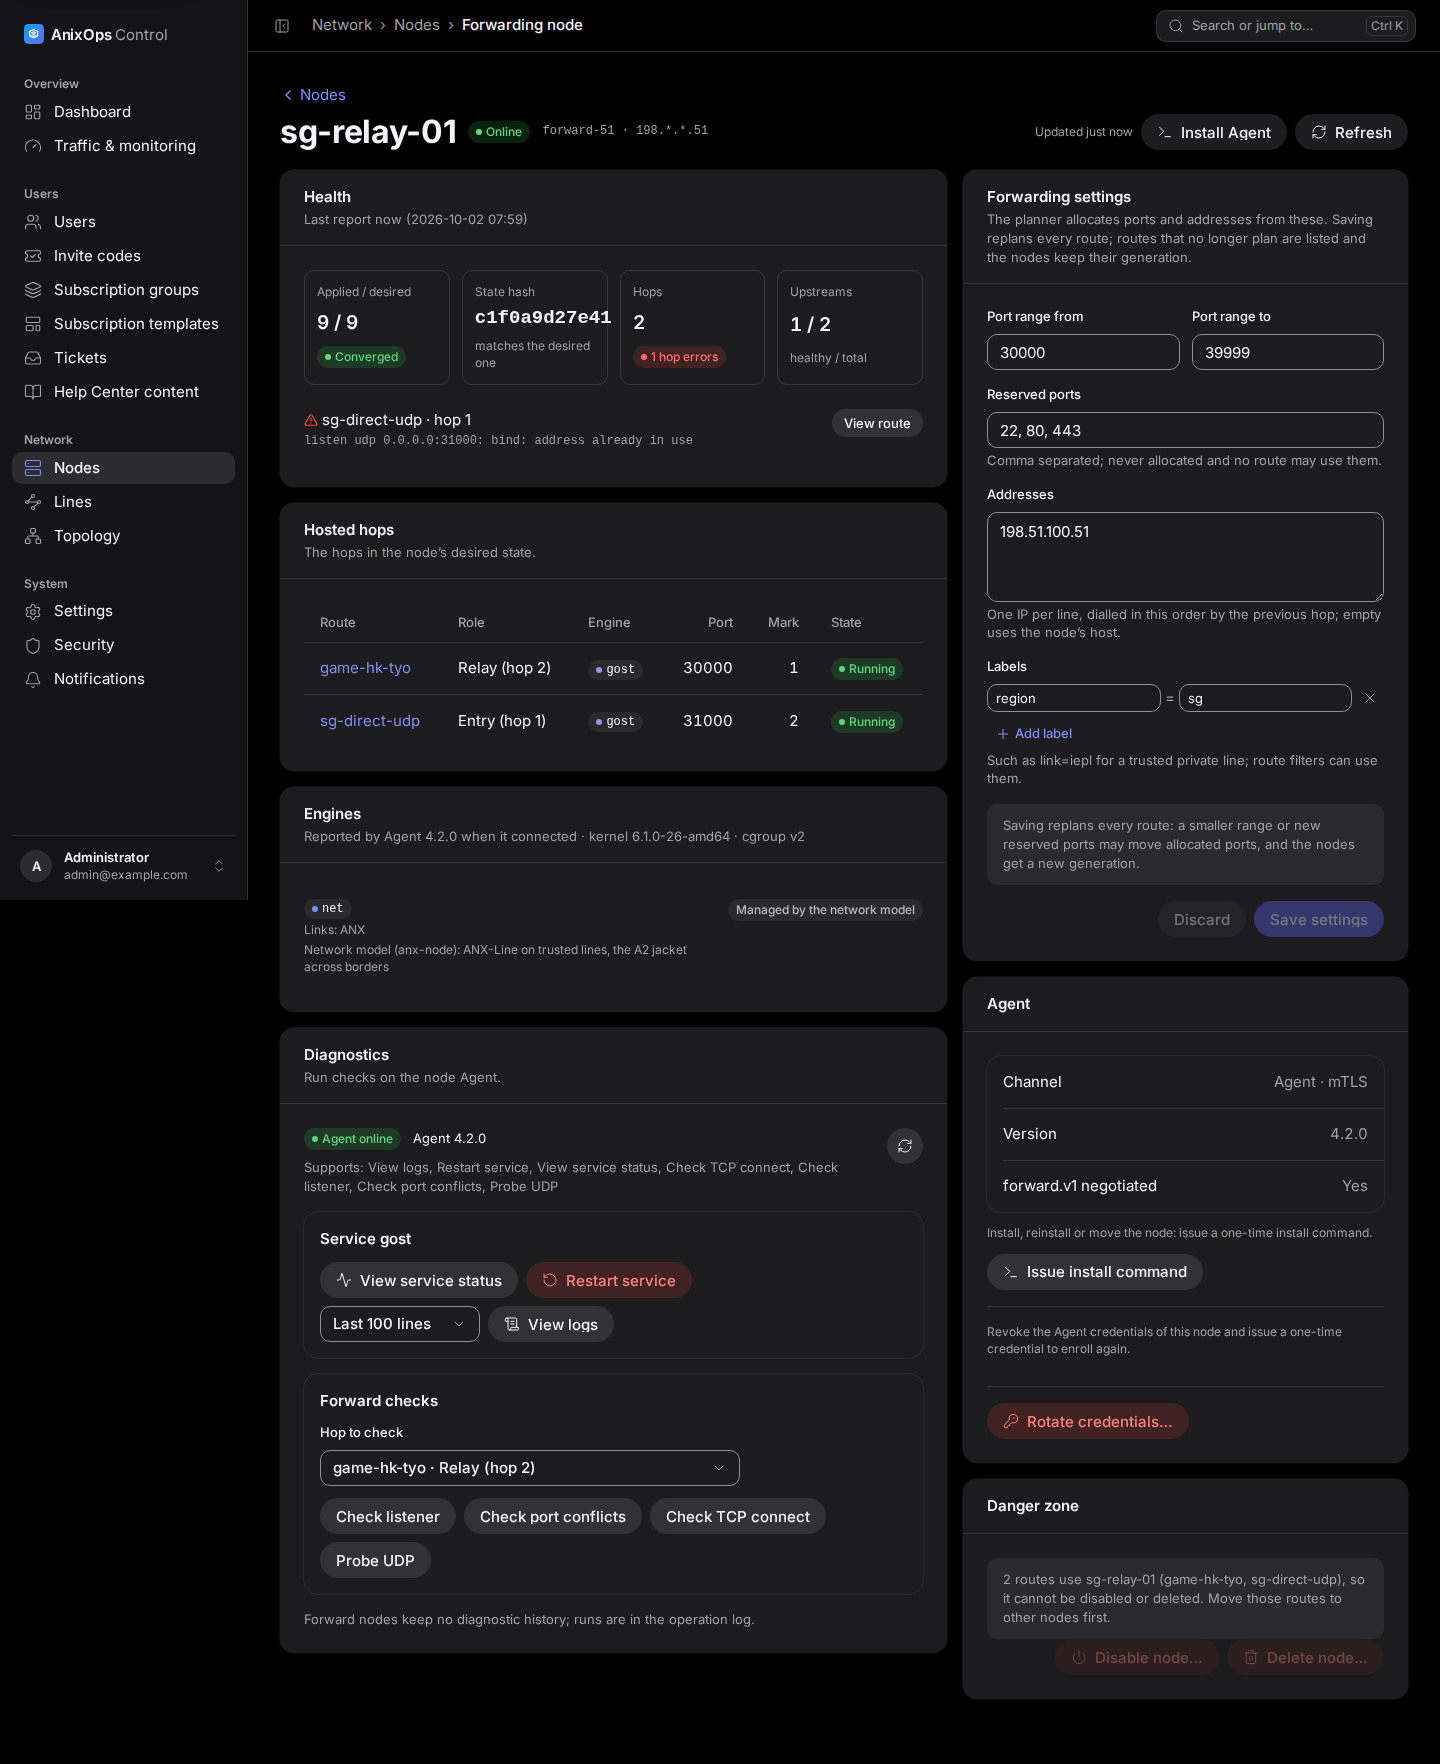 AnixOps Control
Overview
Dashboard
Traffic & monitoring
Users
Users
Invite codes
Subscription groups
Subscription templates
Tickets
Help Center content
Network
Nodes
Lines
Topology
System
Settings
Security
Notifications
A
Administrator
admin@example.com
Network › Nodes › Forwarding node
Search or jump to... Ctrl K
Nodes
sg-relay-01 Online forward-51 · 198.*.*.51
Updated just now Install Agent Refresh
Health
Last report now (2026-10-02 07:59)
Applied / desired
9 / 9
Converged
State hash
c1f0a9d27e41
matches the desired
one
Hops
2
1 hop errors
Upstreams
1 / 2
healthy / total
sg-direct-udp · hop 1
listen udp 0.0.0.0:31000: bind: address already in use
View route
Hosted hops
The hops in the node’s desired state.
Route Role Engine Port Mark State
game-hk-tyo Relay (hop 2) gost 30000 1 Running
sg-direct-udp Entry (hop 1) gost 31000 2 Running
Engines
Reported by Agent 4.2.0 when it connected · kernel 6.1.0-26-amd64 · cgroup v2
net
Links: ANX
Network model (anx-node): ANX-Line on trusted lines, the A2 jacket
across borders
Managed by the network model
Diagnostics
Run checks on the node Agent.
Agent online Agent 4.2.0
Supports: View logs, Restart service, View service status, Check TCP connect, Check
listener, Check port conflicts, Probe UDP
Service gost
View service status Restart service
Last 100 lines View logs
Forward checks
Hop to check
game-hk-tyo · Relay (hop 2)
Check listener Check port conflicts Check TCP connect
Probe UDP
Forward nodes keep no diagnostic history; runs are in the operation log.
Forwarding settings
The planner allocates ports and addresses from these. Saving
replans every route; routes that no longer plan are listed and
the nodes keep their generation.
Port range from Port range to
30000 39999
Reserved ports
22, 80, 443
Comma separated; never allocated and no route may use them.
Addresses
198.51.100.51
One IP per line, dialled in this order by the previous hop; empty
uses the node’s host.
Labels
region = sg
Add label
Such as link=iepl for a trusted private line; route filters can use
them.
Saving replans every route: a smaller range or new
reserved ports may move allocated ports, and the nodes
get a new generation.
Discard Save settings
Agent
Channel Agent · mTLS
Version 4.2.0
forward.v1 negotiated Yes
Install, reinstall or move the node: issue a one-time install command.
Issue install command
Revoke the Agent credentials of this node and issue a one-time
credential to enroll again.
Rotate credentials...
Danger zone
2 routes use sg-relay-01 (game-hk-tyo, sg-direct-udp), so
it cannot be disabled or deleted. Move those routes to
other nodes first.
Disable node... Delete node...